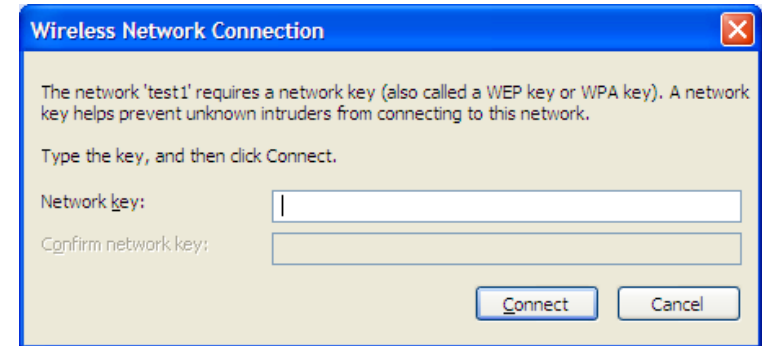 Wireless Network Connection
The network 'test1' requires a network key (also called a WEP key or WPA key). A network
key helps prevent unknown intruders from connecting to this network.
Type the key, and then click Connect.
Network key:
Confirm network key:
Connect Cancel